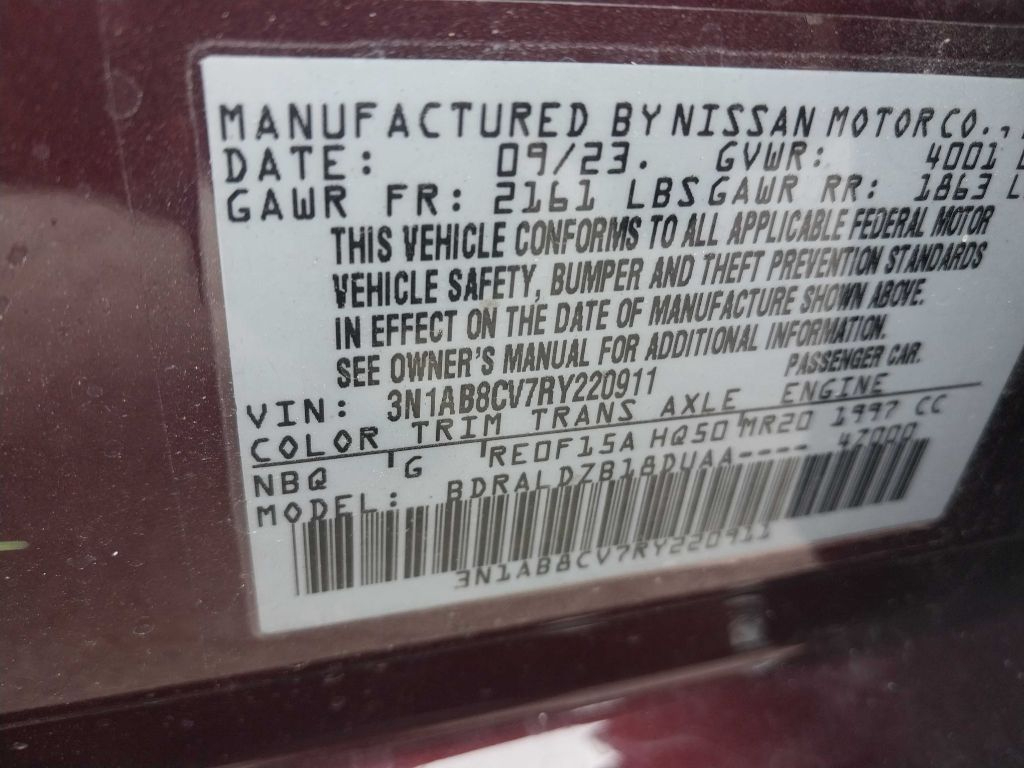 MANUFACTURED BY NISSAN MOTOR CO.,
DATE: 09/23. GVWR: 4001
GAWR FR: 2161 LBS GAWR RR: 1863 L
THIS VEHICLE CONFORMS TO ALL APPLICABLE FEDERAL MOTOR
VEHICLE SAFETY, BUMPER AND THEFT PREVENTION STANDARDS
IN EFFECT ON THE DATE OF MANUFACTURE SHOWN ABOVE.
SEE OWNER'S MANUAL FOR ADDITIONAL INFORMATION.
VIN: 3N1AB8CV7RY220911 PASSENGER CAR.
COLOR TRIM TRANS AXLE ENGINE
NBQ G RE0F15A HQ50 MR20 1997 CC
MODEL: BDRALDZB18DUAA---- 47000
3N1AB8CV7RY220911